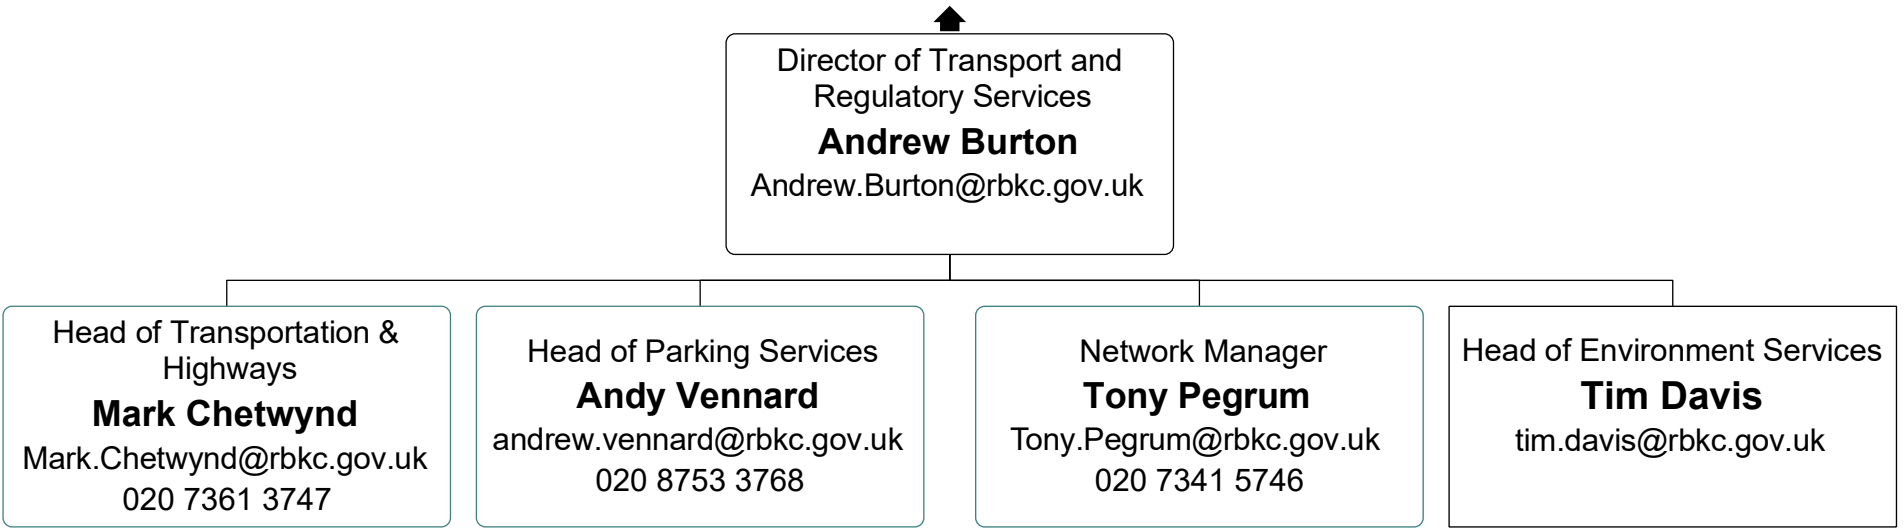 Director of Transport and
Regulatory Services
Andrew Burton
Andrew.Burton@rbkc.gov.uk
Head of Transportation &
Highways
Mark Chetwynd
Mark.Chetwynd@rbkc.gov.uk
020 7361 3747
Head of Parking Services
Andy Vennard
andrew.vennard@rbkc.gov.uk
020 8753 3768
Network Manager
Tony Pegrum
Tony.Pegrum@rbkc.gov.uk
020 7341 5746
Head of Environment Services
Tim Davis
tim.davis@rbkc.gov.uk